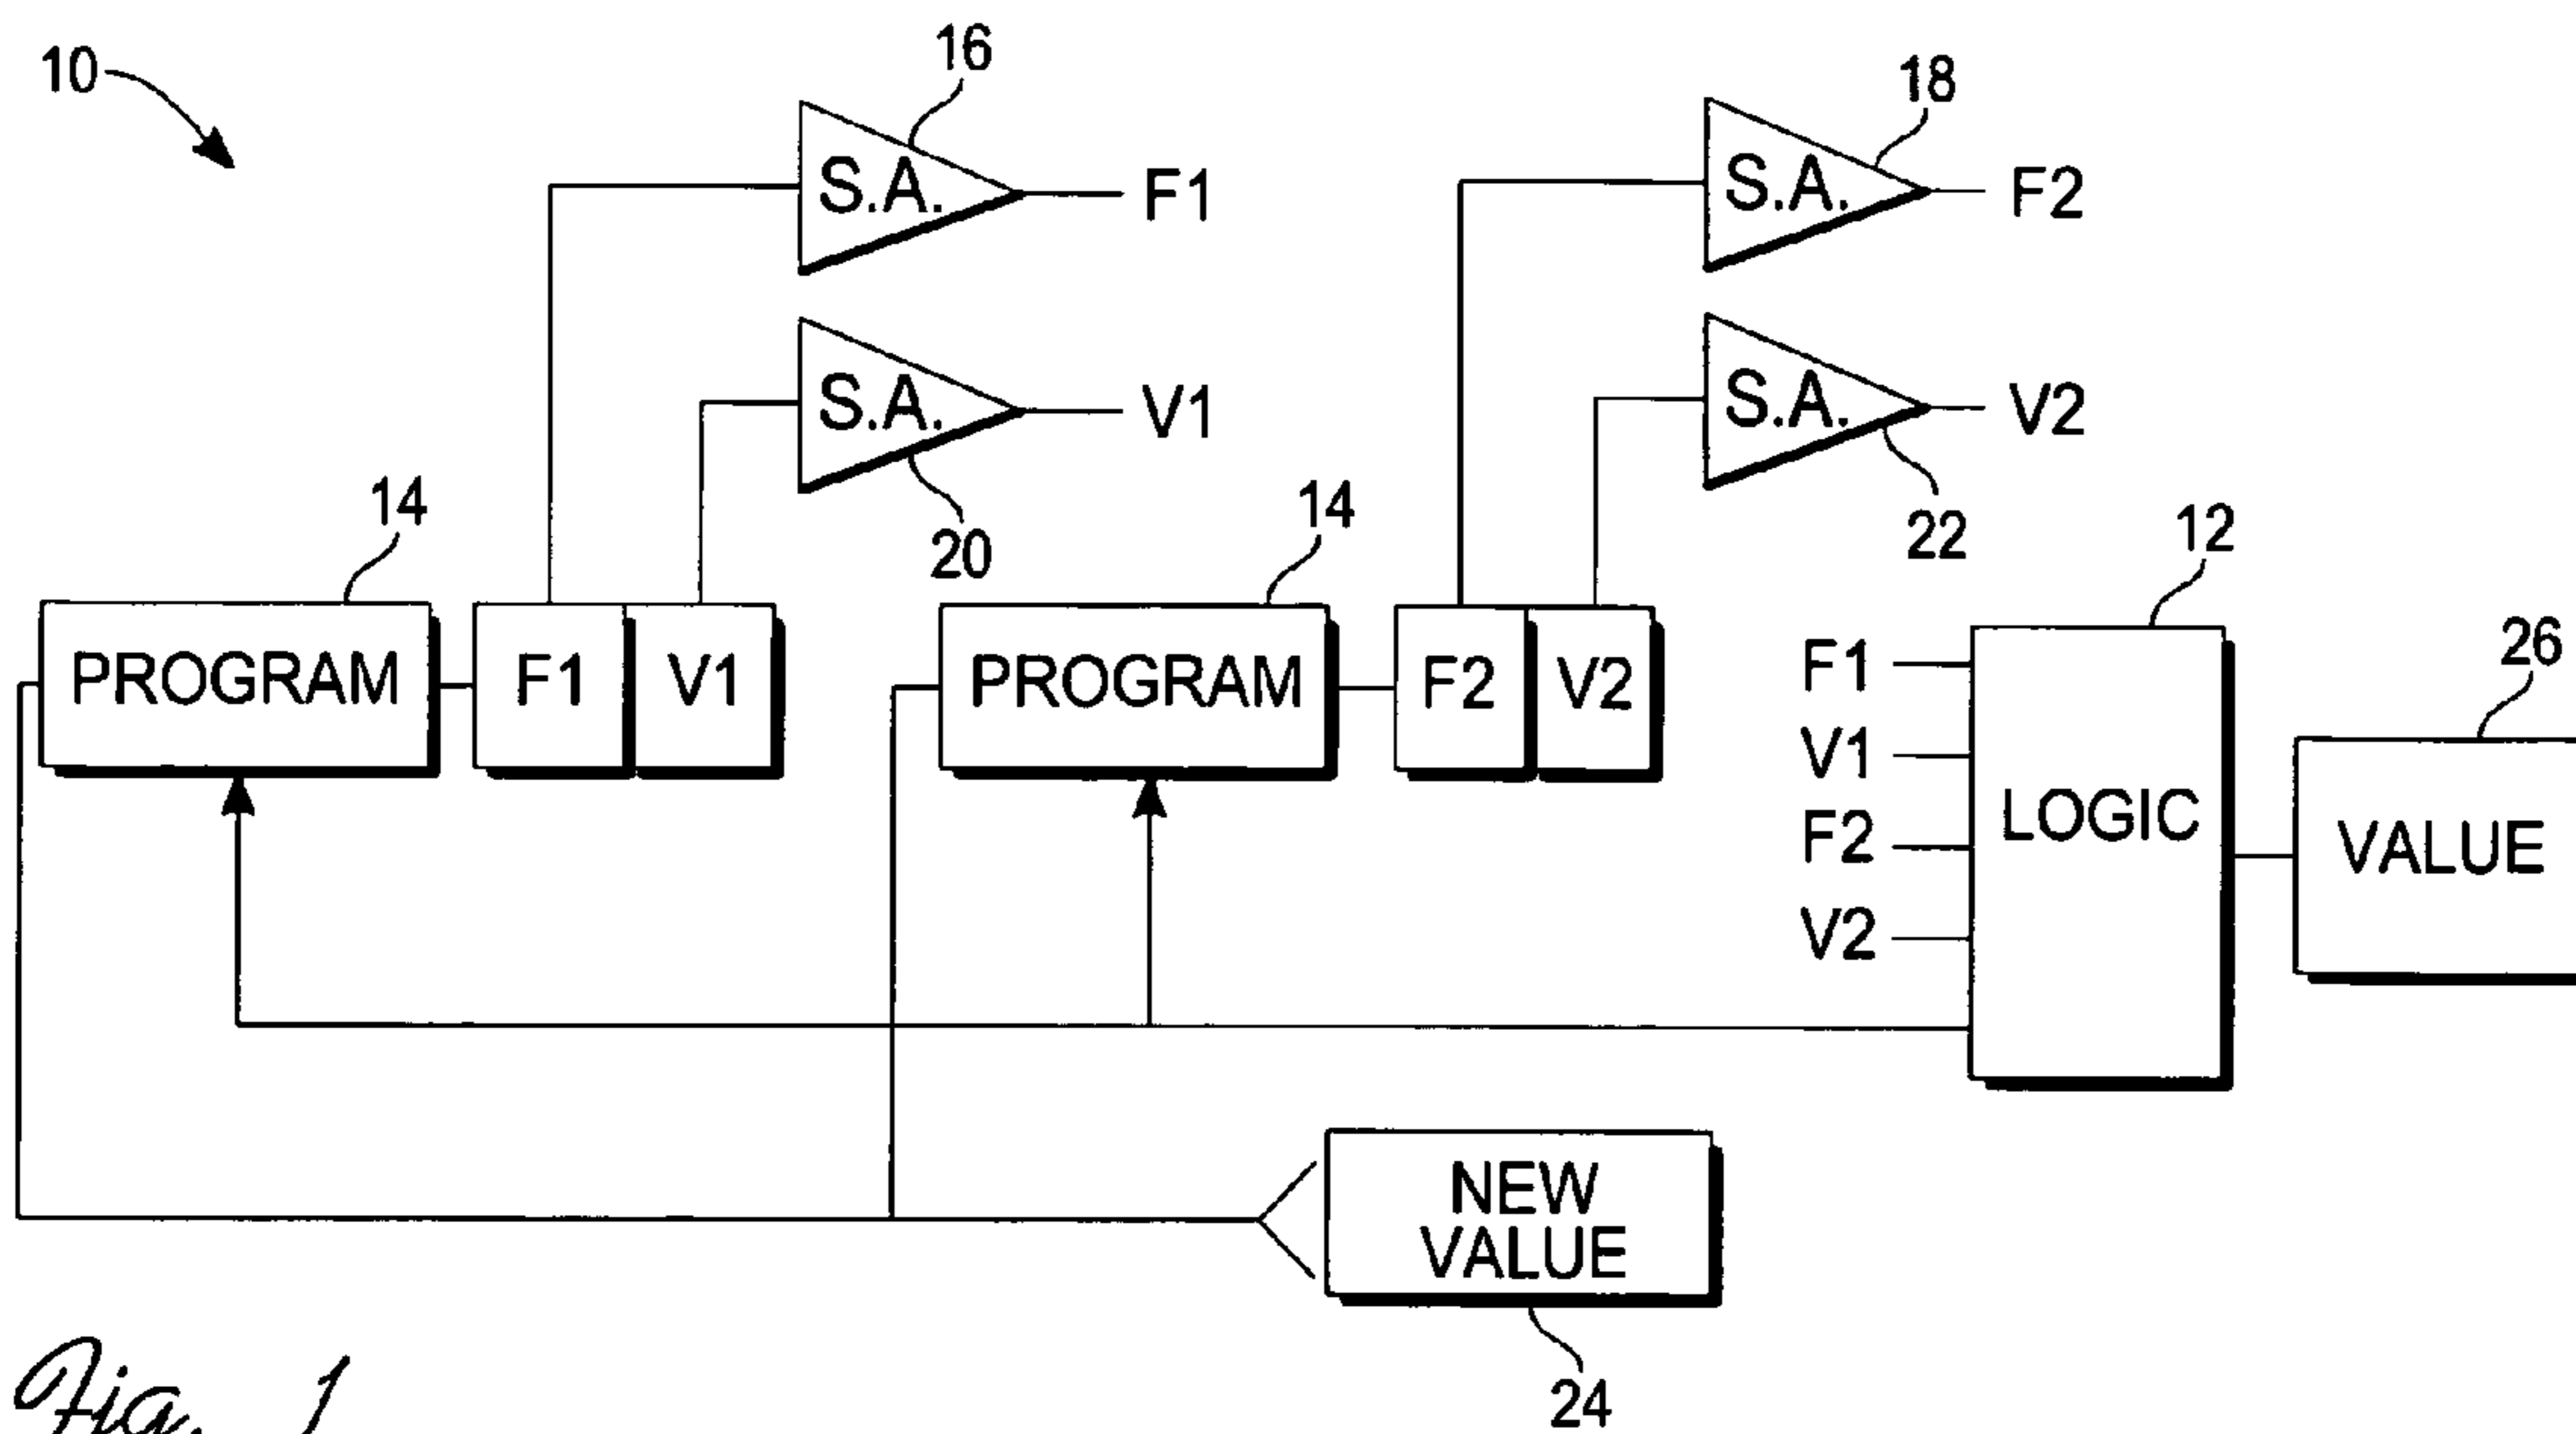 10
16
18
S.A.
F1
S.A.
F2
S.A.
V1
S.A.
V2
14
20
14
22
12
26
PROGRAM
F1
V1
PROGRAM
F2
V2
F1
V1
F2
V2
LOGIC
VALUE
NEW
VALUE
24
Fig. 1